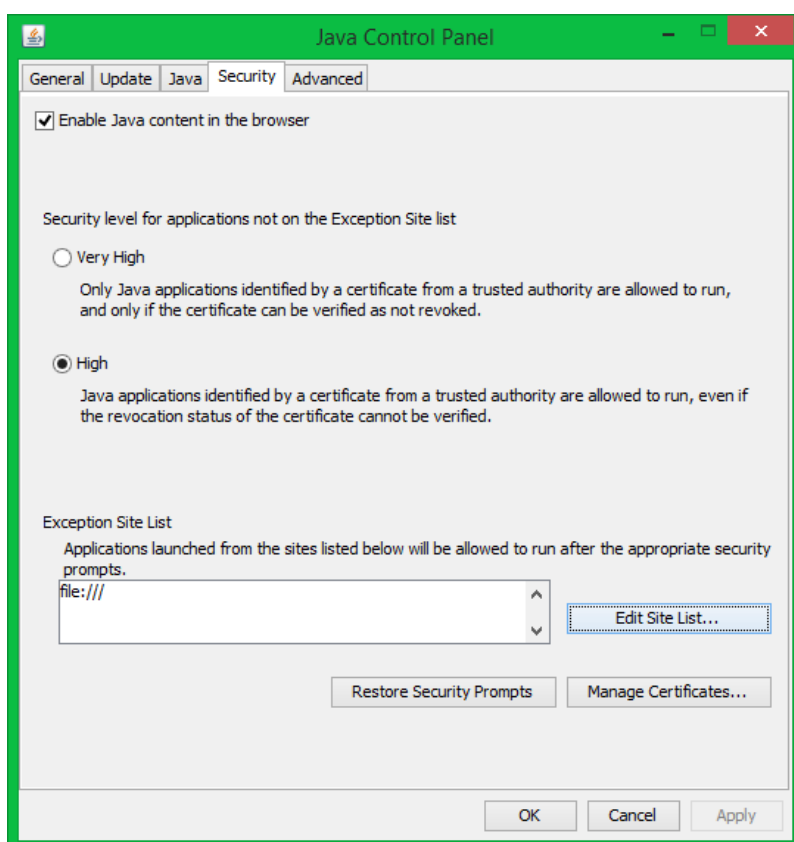 Java Control Panel
General Update Java Security Advanced
Enable Java content in the browser
Security level for applications not on the Exception Site list
Very High
Only Java applications identified by a certificate from a trusted authority are allowed to run,
and only if the certificate can be verified as not revoked.
High
Java applications identified by a certificate from a trusted authority are allowed to run, even if
the revocation status of the certificate cannot be verified.
Exception Site List
Applications launched from the sites listed below will be allowed to run after the appropriate security
prompts.
file:///
Edit Site List...
Restore Security Prompts Manage Certificates...
OK Cancel Apply